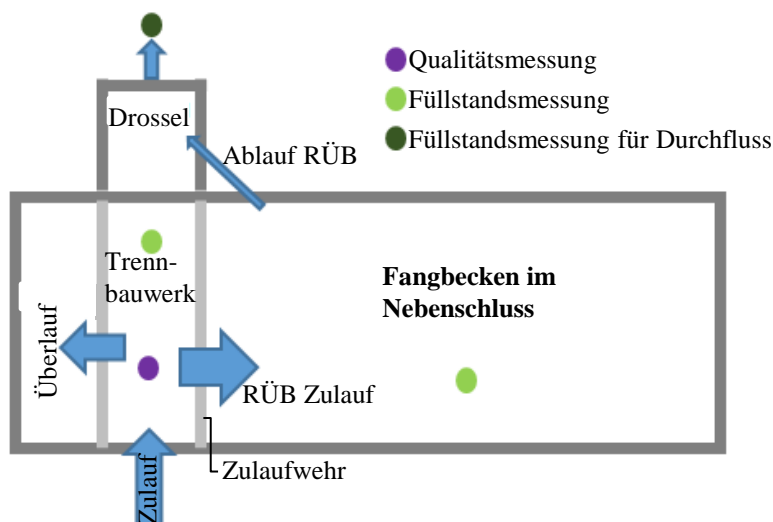 Qualitätsmessung
Füllstandsmessung
Füllstandsmessung für Durchfluss
Drossel
Ablauf RÜB
Trenn-
bauwerk
Fangbecken im
Nebenschluss
Überlauf
RÜB Zulauf
Zulaufwehr
Zulauf